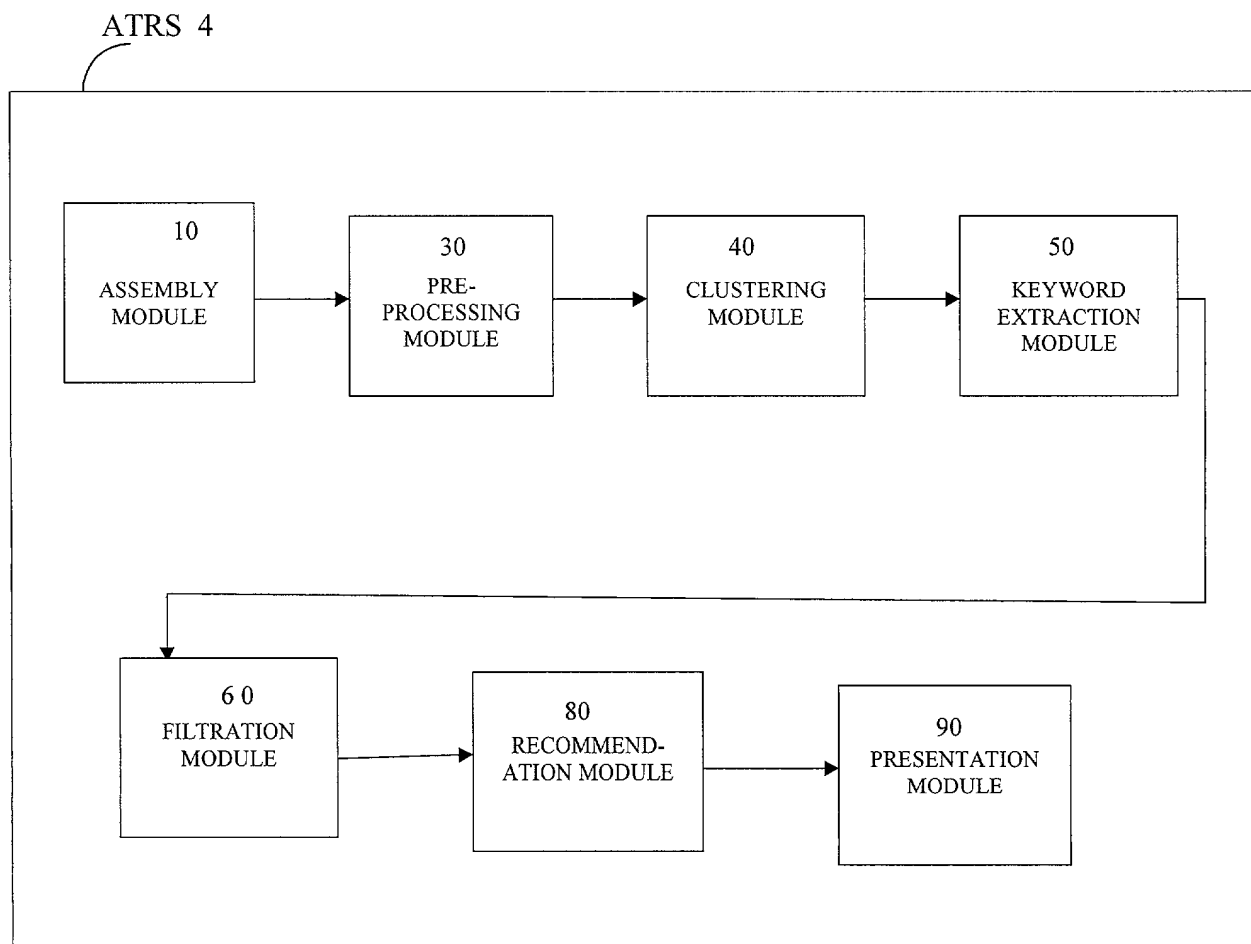 ATRS 4
10
ASSEMBLY
MODULE
30
PRE-
PROCESSING
MODULE
40
CLUSTERING
MODULE
50
KEYWORD
EXTRACTION
MODULE
6 0
FILTRATION
MODULE
80
RECOMMEND-
ATION MODULE
90
PRESENTATION
MODULE